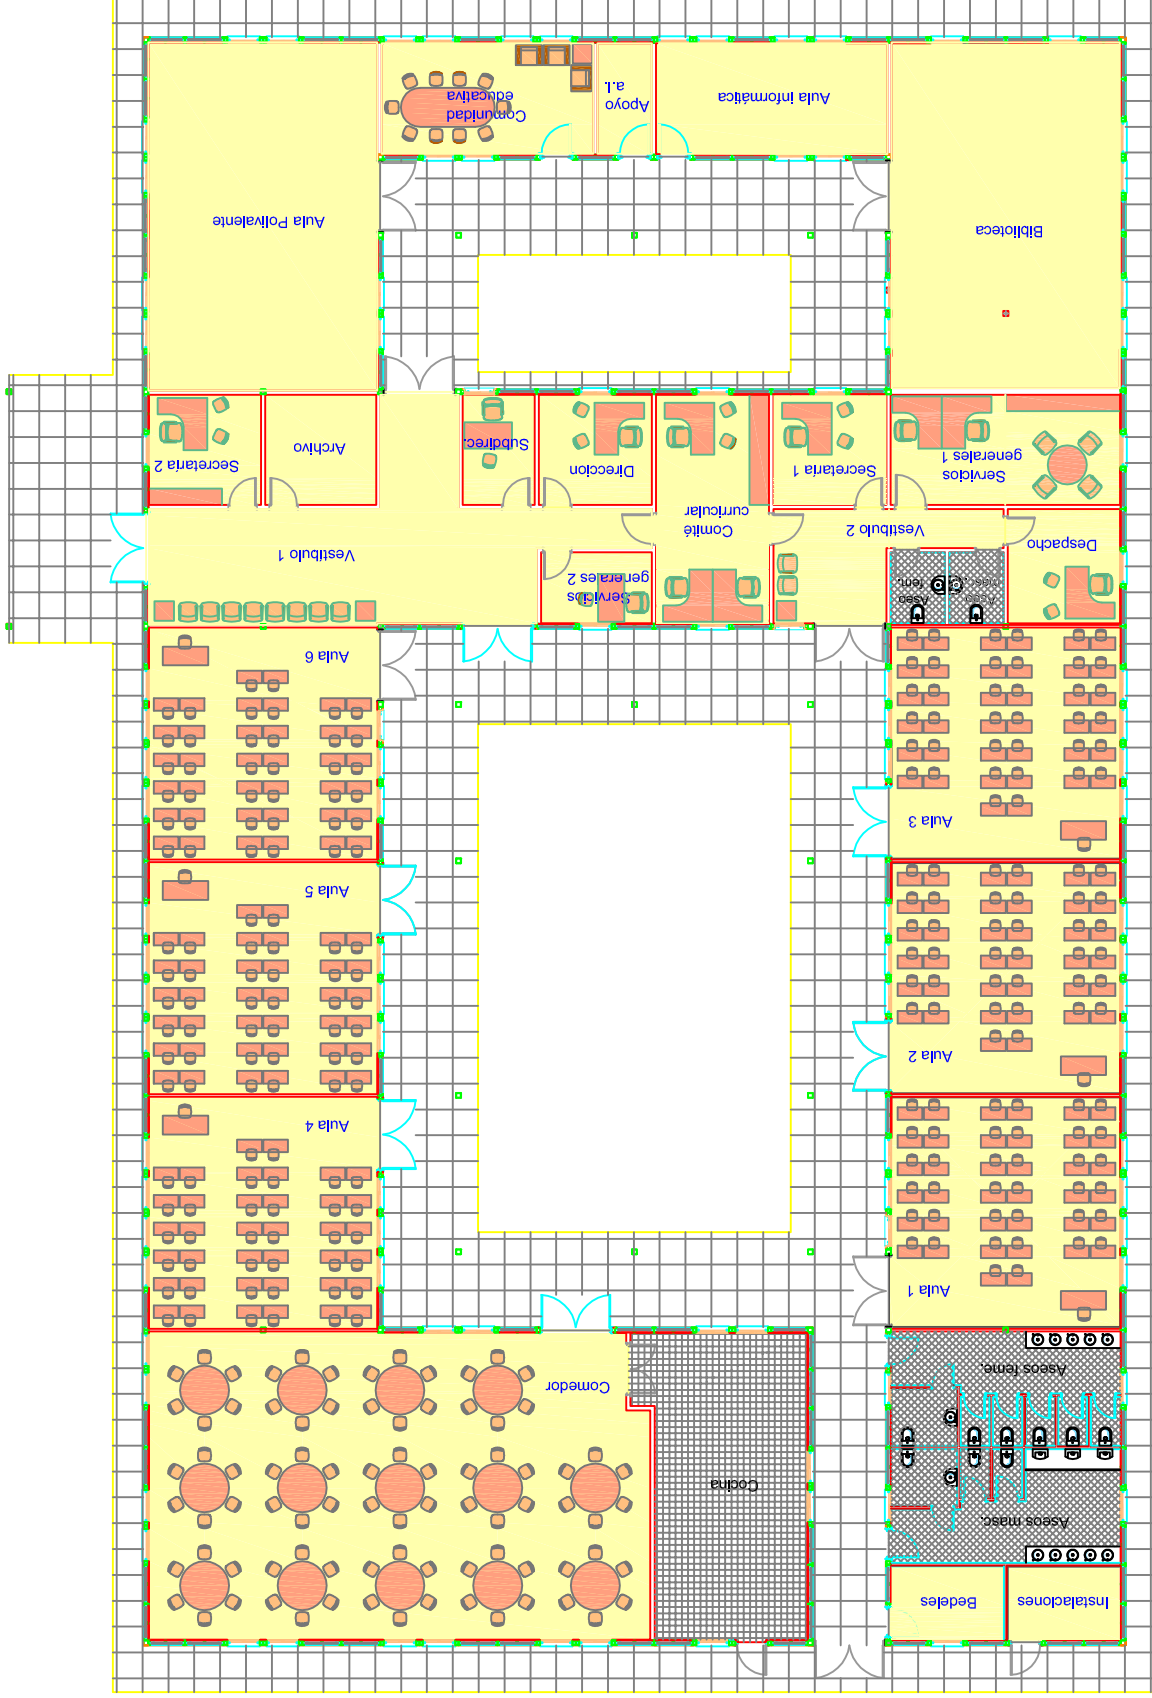 Instalaciones
Bedeles
Aseos masc.
Cocina
Aseos feme.
Comedor
Aula 1
Aula 4
Aula 2
Aula 5
Aula 3
Aula 6
Aseo
masc.
Aseo
fem.
Servicios
generales 2
Despacho
Vestíbulo 2
Comité
curricular
Vestíbulo 1
Servicios
generales 1
Secretaría 1
Direccion
Subdirec.
Archivo
Secretaría 2
Biblioteca
Aula Polivalente
Aula informática
Apoyo
a.l.
Comunidad
educativa